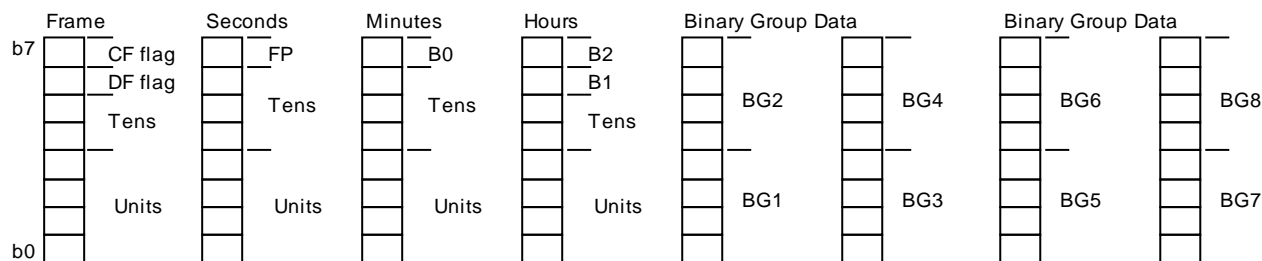 Frame Seconds Minutes Hours Binary Group Data Binary Group Data
b7 CF flag FP B0 B2
DF flag B1
Tens Tens BG2 BG4 BG6 BG8
Tens Tens
Units Units Units Units BG1 BG3 BG5 BG7
b0